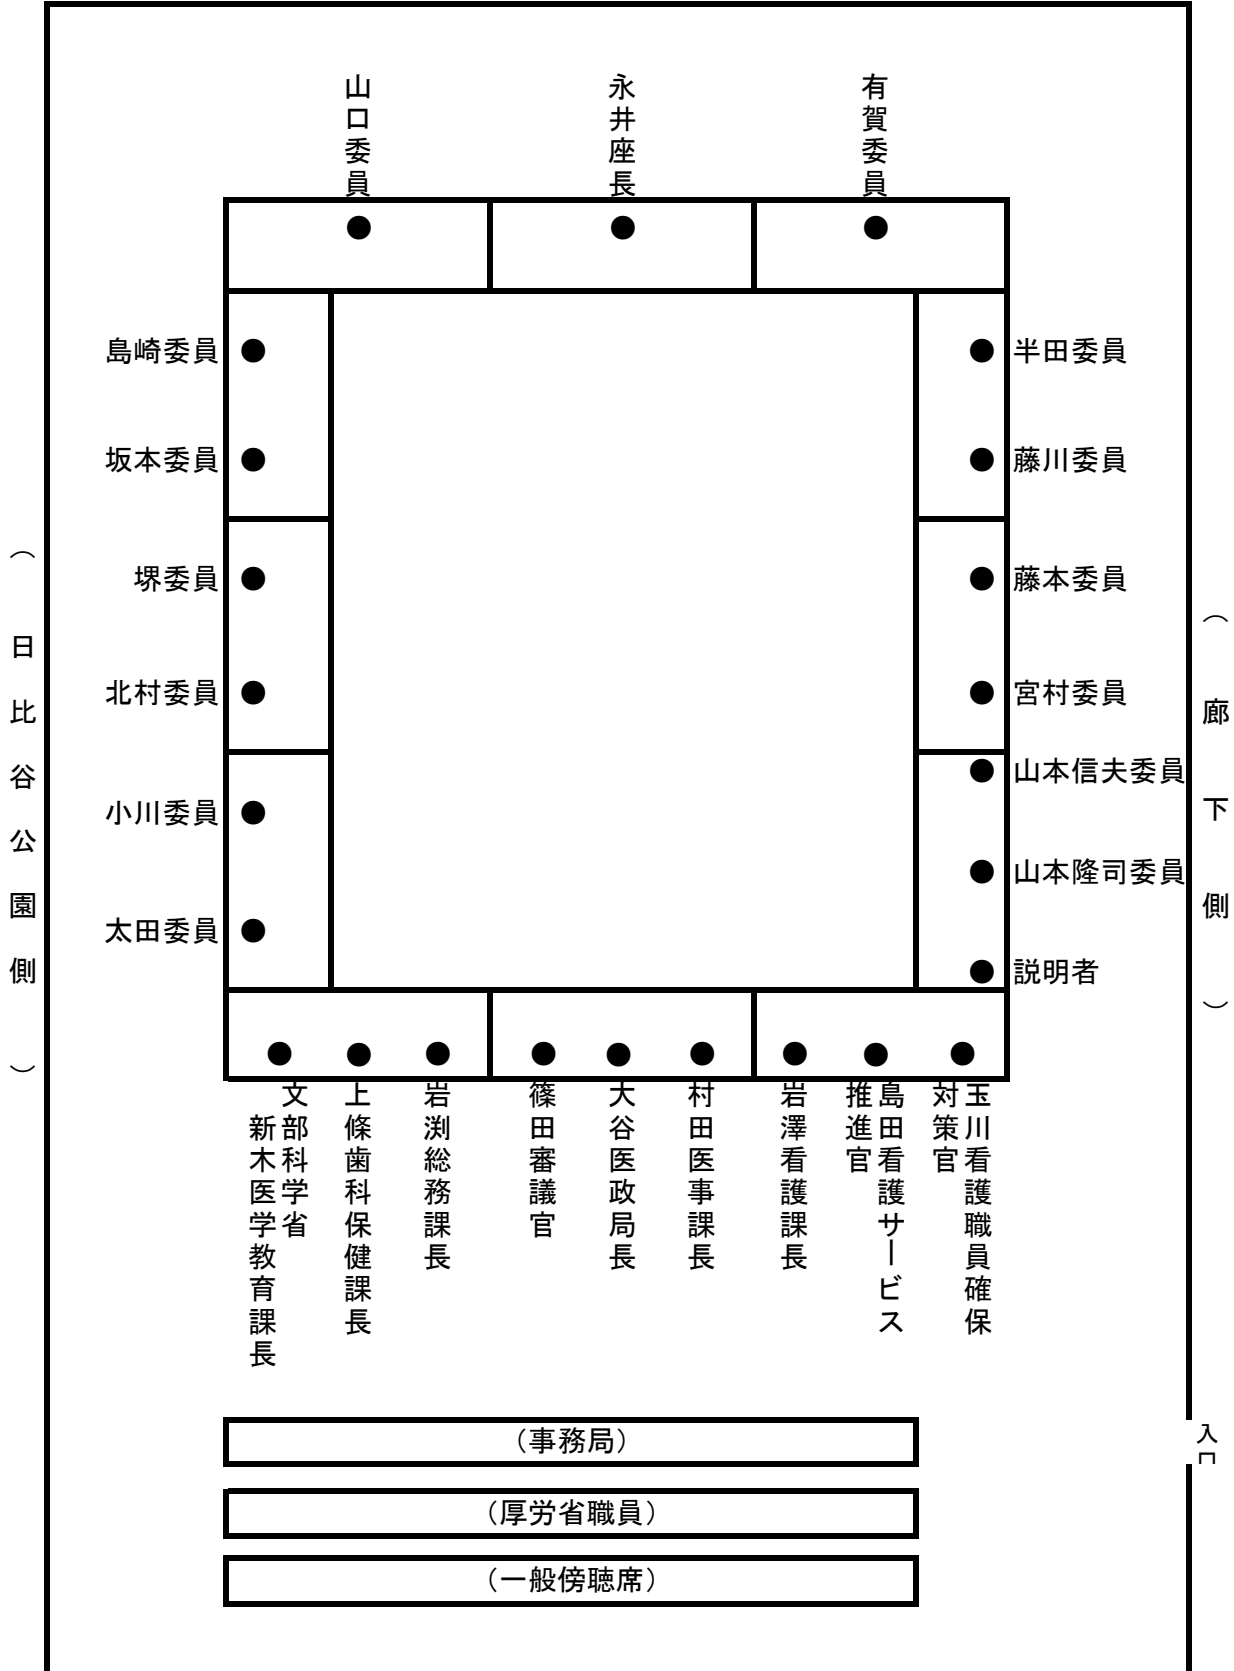 山口委員
永井座長
有賀委員
島崎委員
坂本委員
堺委員
北村委員
小川委員
太田委員
半田委員
藤川委員
藤本委員
宮村委員
山本信夫委員
山本隆司委員
説明者
（日比谷公園側）
（廊下側）
文部科学省
新木医学教育課長
上條歯科保健課長
岩渕総務課長
篠田審議官
大谷医政局長
村田医事課長
岩澤看護課長
島田看護サービス
推進官
玉川看護職員確保
対策官
入口
（事務局）
（厚労省職員）
（一般傍聴席）